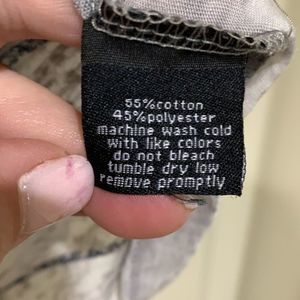 55%cotton
45%polyester
machine wash cold
with like colors
do not bleach
tumble dry low
remove promptly